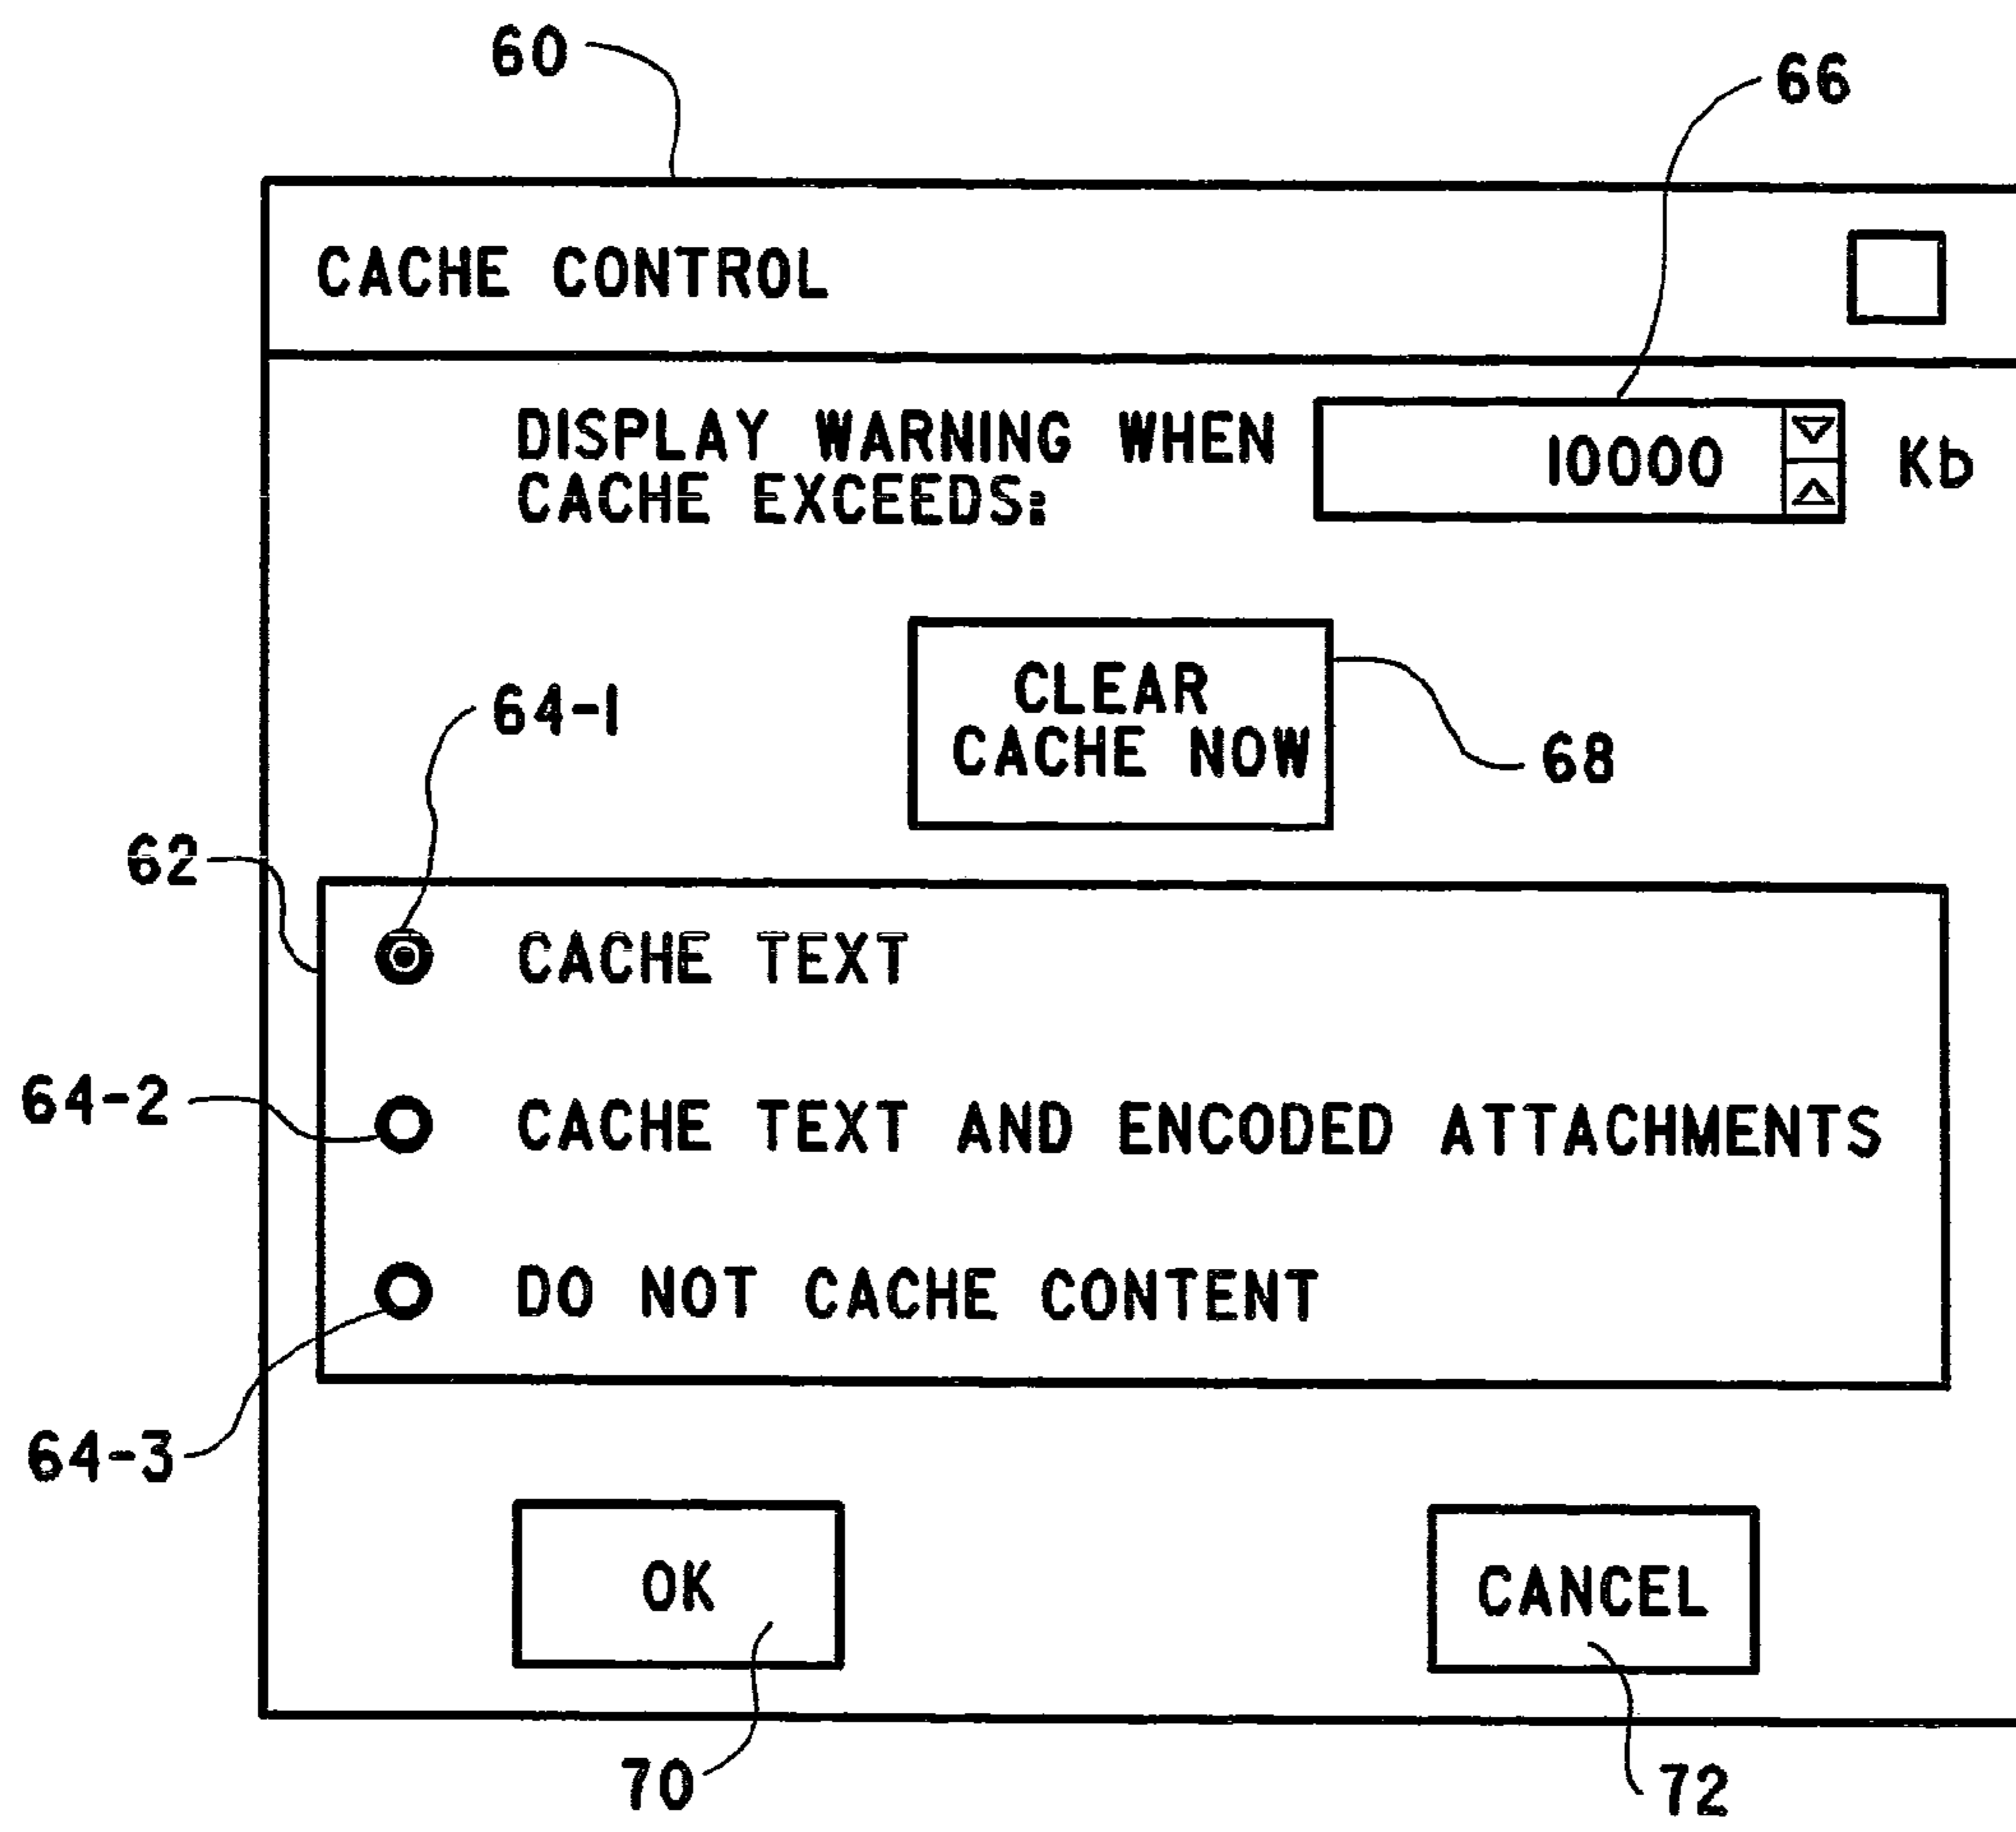 60
66
CACHE CONTROL
DISPLAY WARNING WHEN
CACHE EXCEEDS:
10000
Kb
CLEAR
CACHE NOW
68
64-1
62
CACHE TEXT
64-2
CACHE TEXT AND ENCODED ATTACHMENTS
DO NOT CACHE CONTENT
64-3
OK
CANCEL
70
72